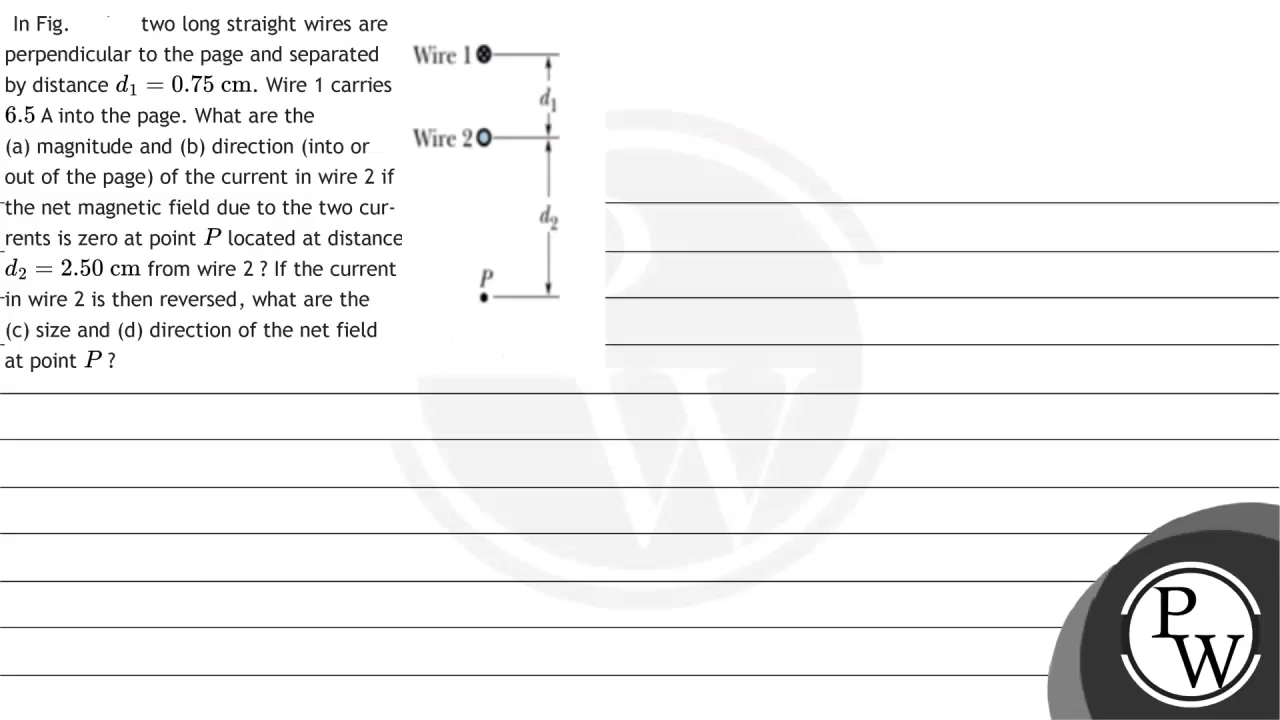 In Fig. two long straight wires are
perpendicular to the page and separated
by distance d₁ = 0.75 cm. Wire 1 carries
6.5 A into the page. What are the
(a) magnitude and (b) direction (into or
out of the page) of the current in wire 2 if
the net magnetic field due to the two cur-
rents is zero at point P located at distance
d₂ = 2.50 cm from wire 2 ? If the current
in wire 2 is then reversed, what are the
(c) size and (d) direction of the net field
at point P ?
Wire 1
d₁
Wire 2
d₂
P
PW
PW